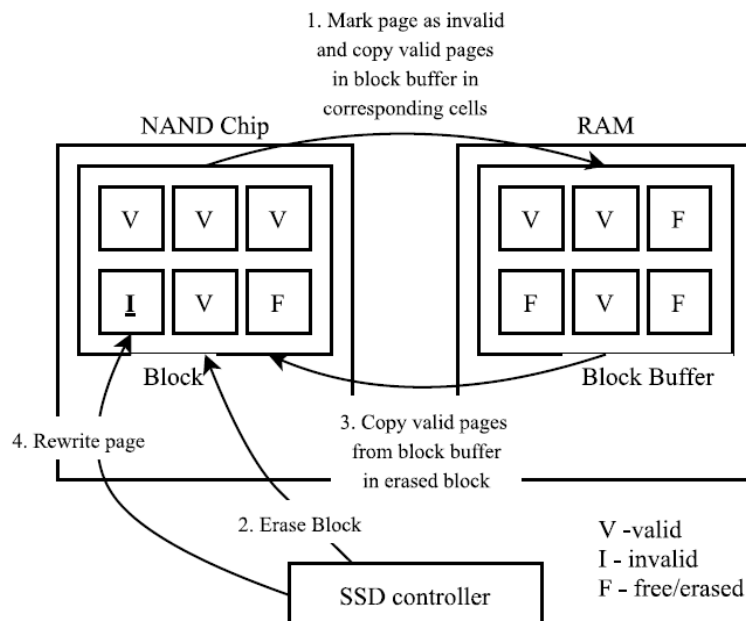 1. Mark page as invalid
and copy valid pages
in block buffer in
corresponding cells
NAND Chip
RAM
V V V
I V F
Block
V V F
F V F
Block Buffer
4. Rewrite page
3. Copy valid pages
from block buffer
in erased block
2. Erase Block
SSD controller
V -valid
I - invalid
F - free/erased